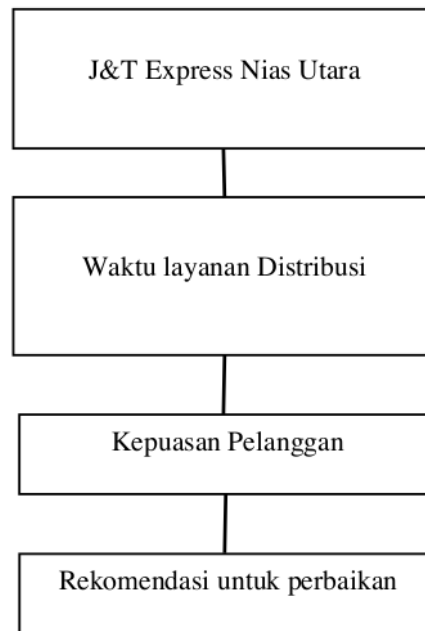 J&T Express Nias Utara
Waktu layanan Distribusi
Kepuasan Pelanggan
Rekomendasi untuk perbaikan